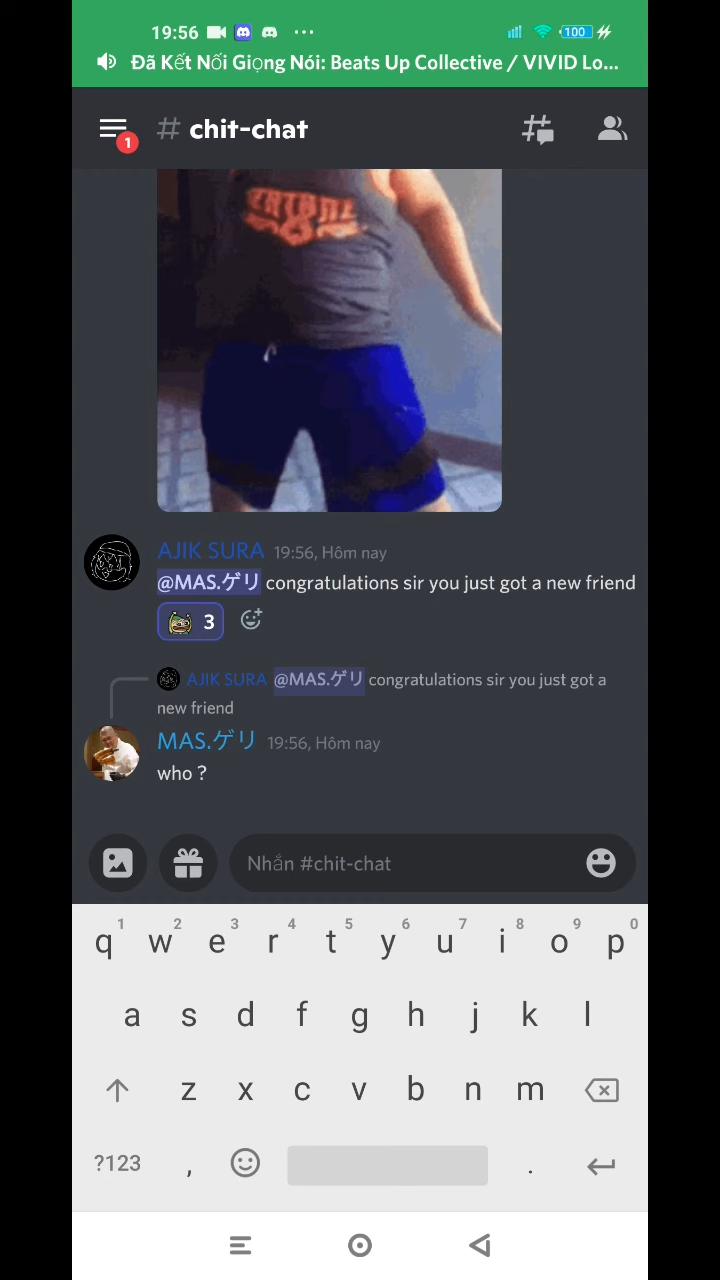 19:56
100
Đã Kết Nối Giọng Nói: Beats Up Collective / VIVID Lo...
1
# chit-chat
AJIK SURA 19:56, Hôm nay
@MAS.ゲリ congratulations sir you just got a new friend
3
AJIK SURA @MAS.ゲリ congratulations sir you just got a
new friend
MAS.ゲリ 19:56, Hôm nay
who ?
Nhắn #chit-chat
1 2 3 4 5 6 7 8 9 0
q w e r t y u i o p
a s d f g h j k l
z x c v b n m
?123 , .